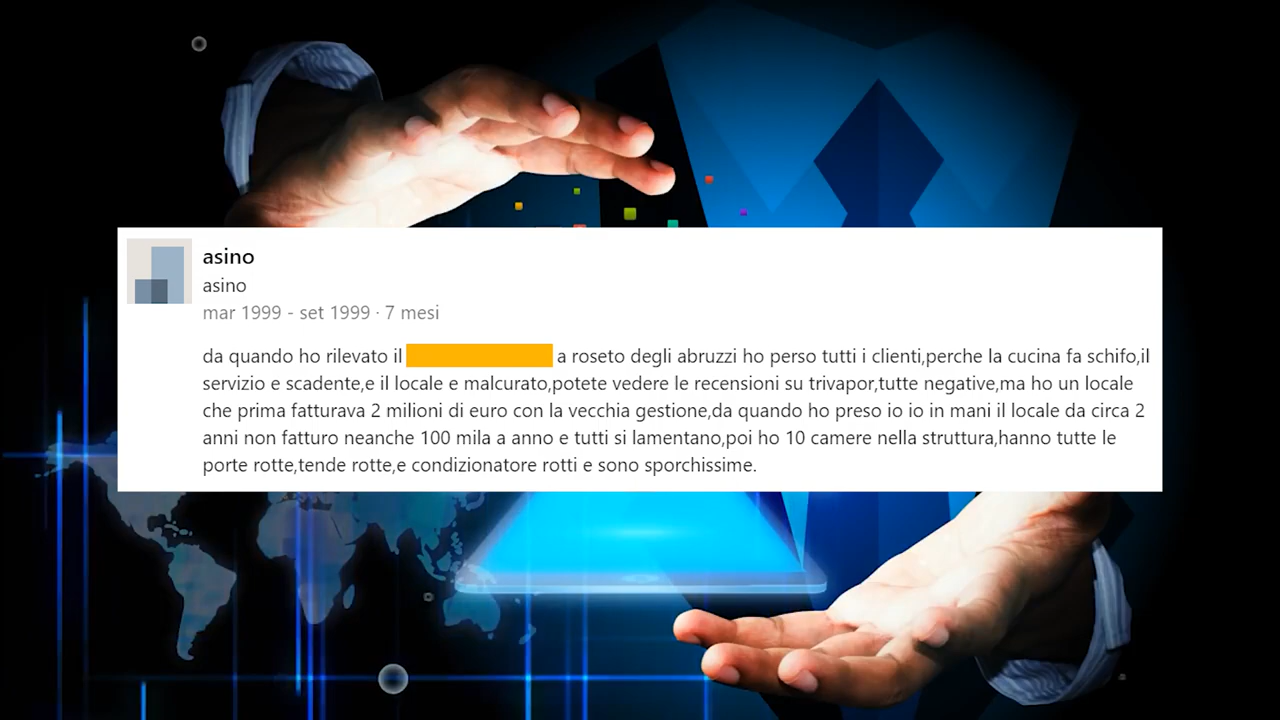 asino
asino
mar 1999 - set 1999 · 7 mesi
da quando ho rilevato il a roseto degli abruzzi ho perso tutti i clienti,perche la cucina fa schifo,il
servizio e scadente,e il locale e malcurato,potete vedere le recensioni su trivapor,tutte negative,ma ho un locale
che prima fatturava 2 milioni di euro con la vecchia gestione,da quando ho preso io io in mani il locale da circa 2
anni non fatturo neanche 100 mila a anno e tutti si lamentano,poi ho 10 camere nella struttura,hanno tutte le
porte rotte,tende rotte,e condizionatore rotti e sono sporchissime.